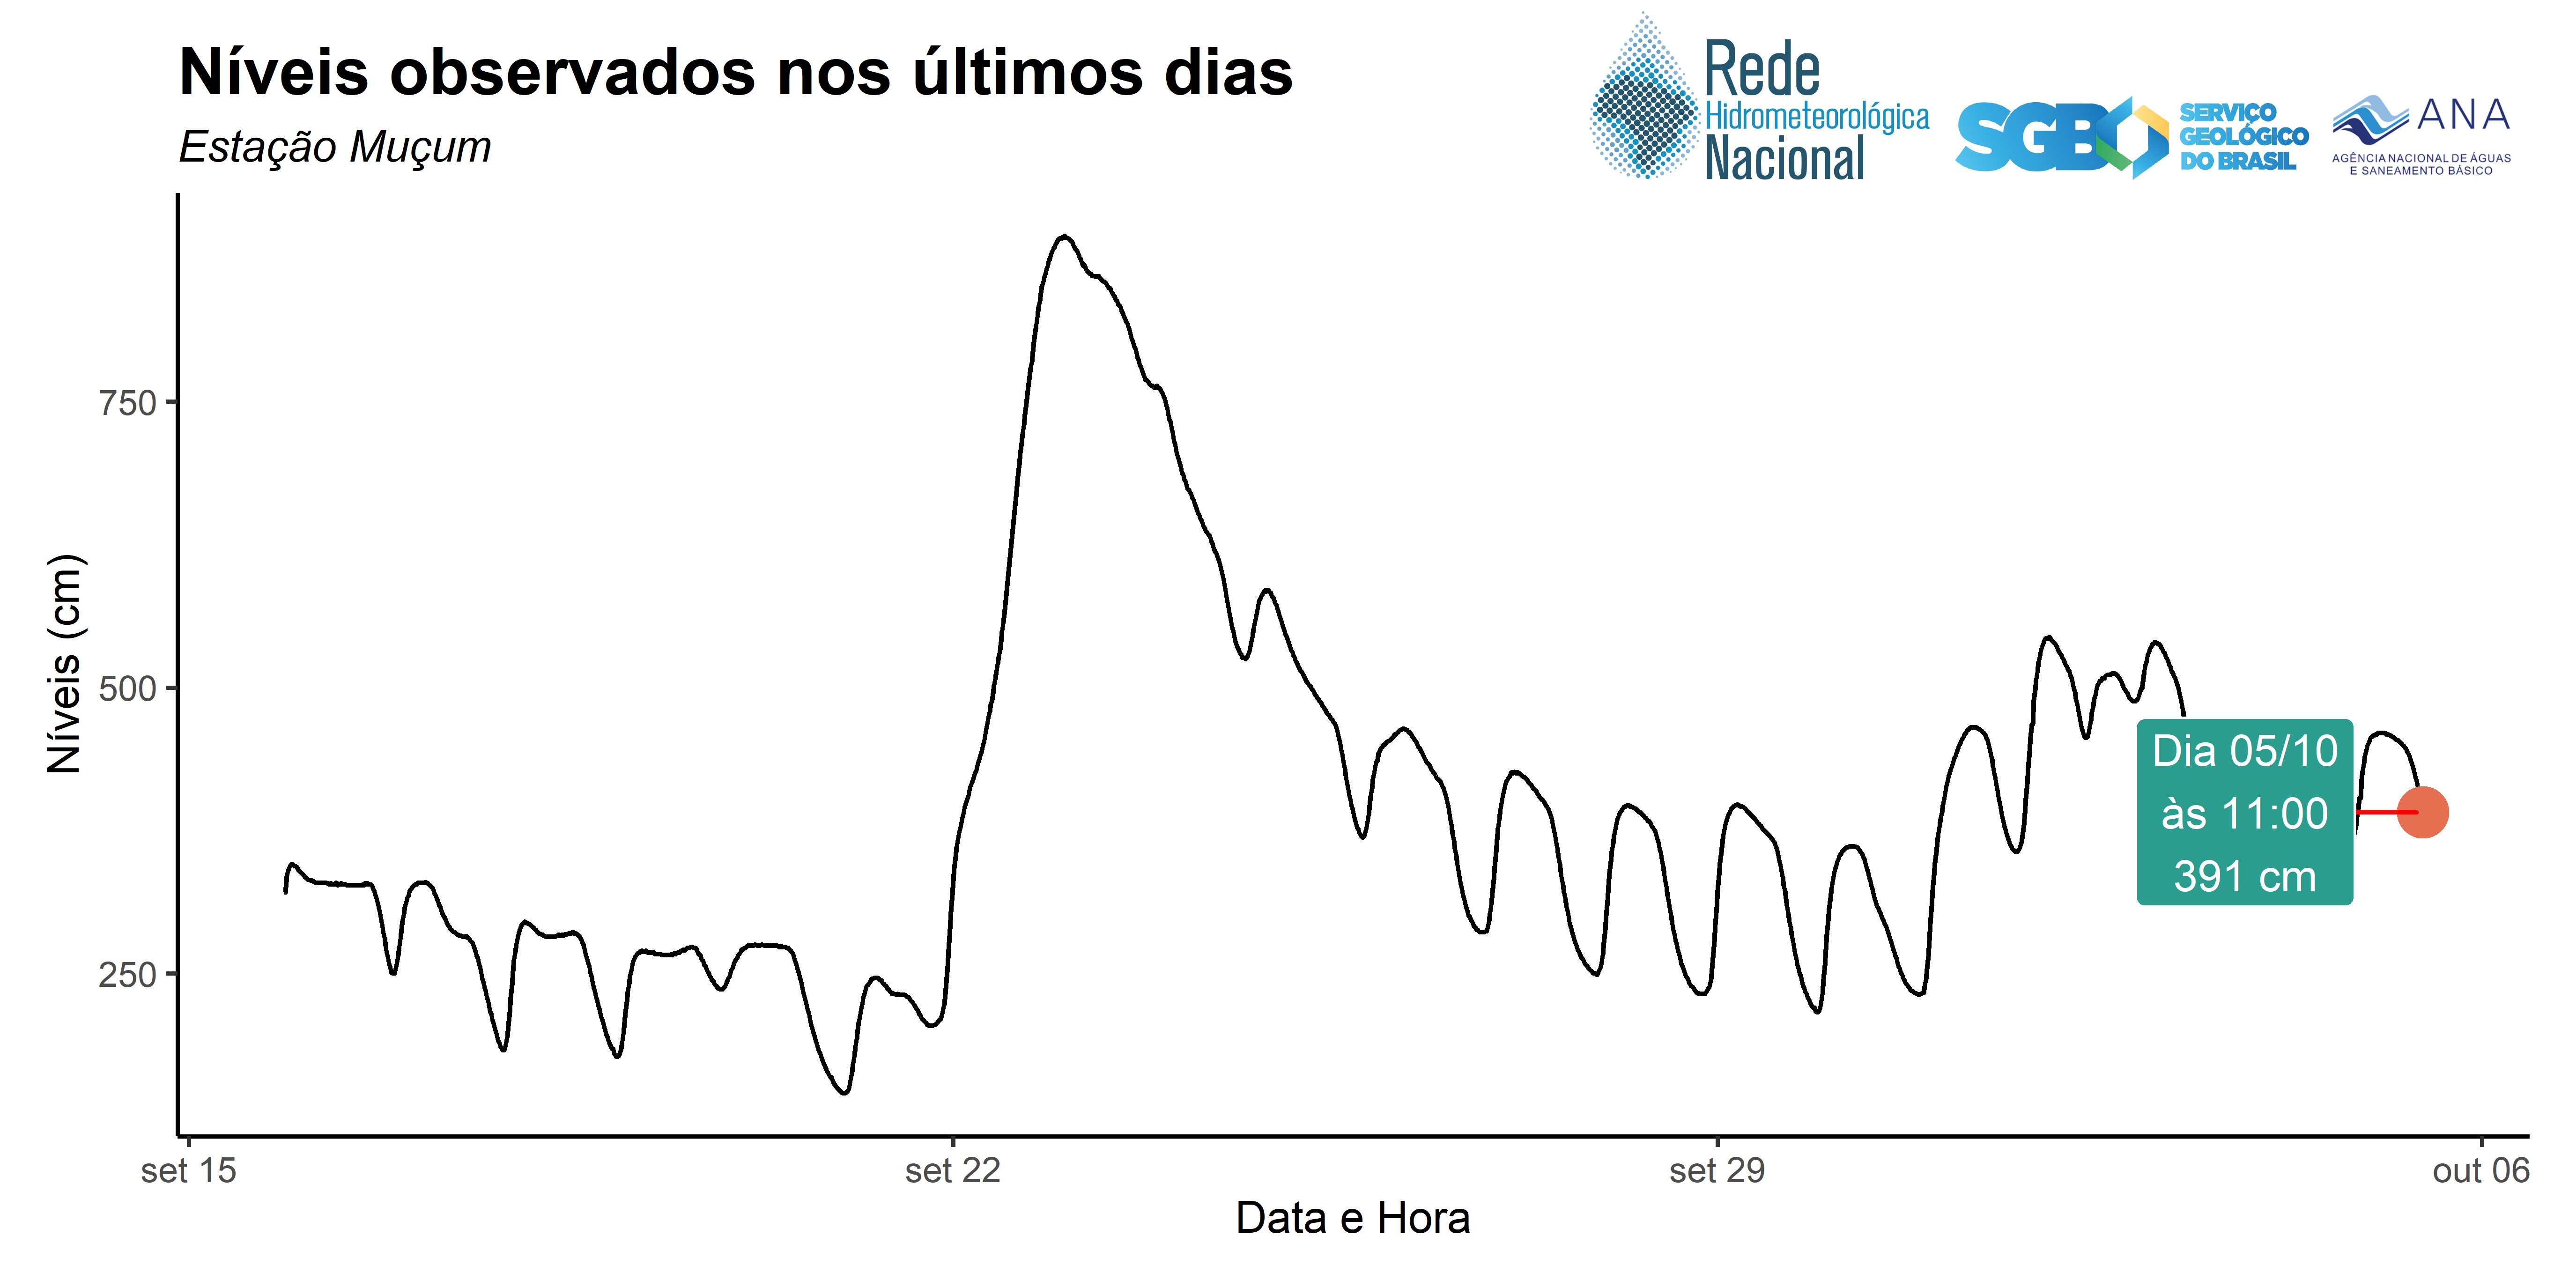 Níveis observados nos últimos dias
Estação Muçum
Rede
Hidrometeorológica
Nacional
SGB
SERVIÇO
GEOLÓGICO
DO BRASIL
ANA
AGÊNCIA NACIONAL DE ÁGUAS
E SANEAMENTO BÁSICO
Níveis (cm)
750
500
250
Dia 05/10
às 11:00
391 cm
set 15
set 22
set 29
out 06
Data e Hora